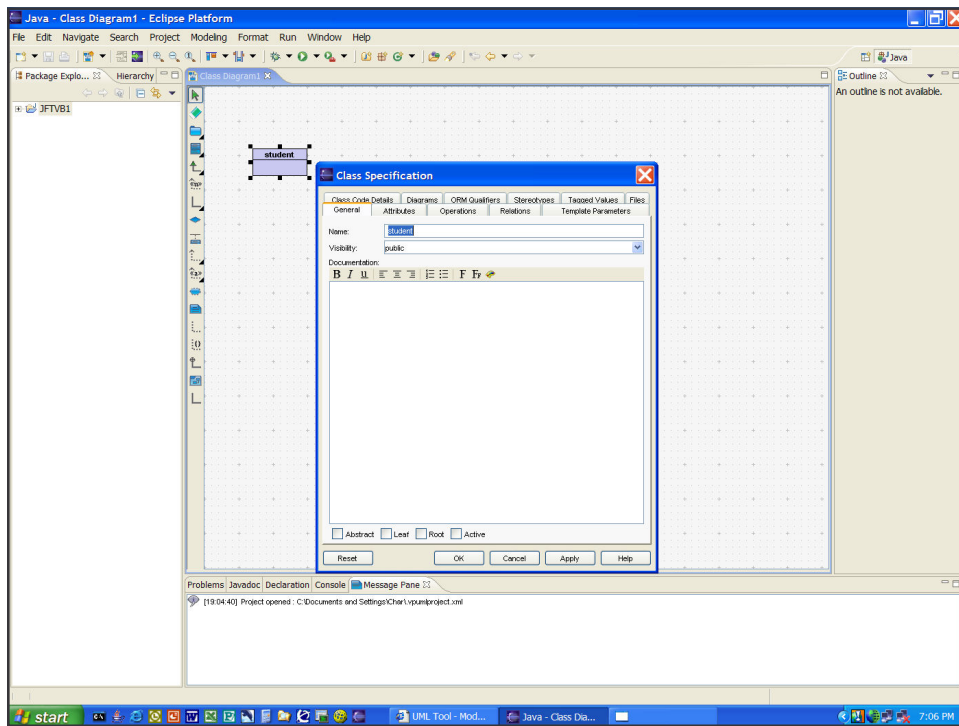 Java - Class Diagram1 - Eclipse Platform
File Edit Navigate Search Project Modeling Format Run Window Help
Java
Package Explo... Hierarchy
Class Diagram1
Outline
An outline is not available.
JFTVB1
student
Class Specification
Class Code Details Diagrams ORM Qualifiers Stereotypes Tagged Values Files
General Attributes Operations Relations Template Parameters
Name: student
Visibility: public
Documentation:
B I U F
Abstract Leaf Root Active
Reset OK Cancel Apply Help
Problems Javadoc Declaration Console Message Pane
[19:04:40] Project opened : C:\Documents and Settings\Char\.vpumlproject.xml
start
UML Tool - Mod...
Java - Class Dia...
7:06 PM